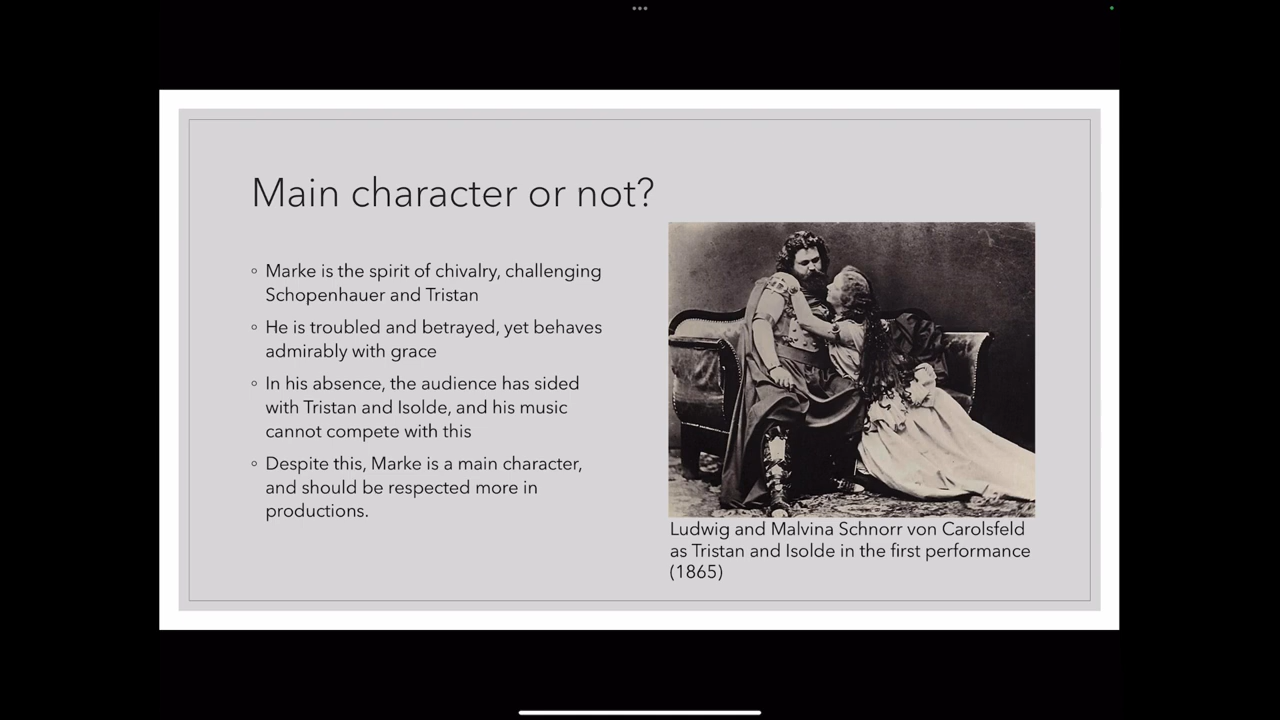 Main character or not?
◦ Marke is the spirit of chivalry, challenging
Schopenhauer and Tristan
◦ He is troubled and betrayed, yet behaves
admirably with grace
◦ In his absence, the audience has sided
with Tristan and Isolde, and his music
cannot compete with this
◦ Despite this, Marke is a main character,
and should be respected more in
productions.
Ludwig and Malvina Schnorr von Carolsfeld
as Tristan and Isolde in the first performance
(1865)